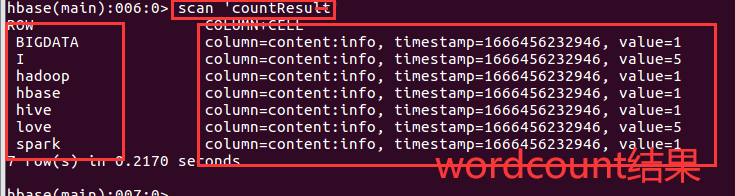 hbase(main):006:0> scan 'countResult'
ROW COLUMN+CELL
BIGDATA column=content:info, timestamp=1666456232946, value=1
I column=content:info, timestamp=1666456232946, value=5
hadoop column=content:info, timestamp=1666456232946, value=1
hbase column=content:info, timestamp=1666456232946, value=1
hive column=content:info, timestamp=1666456232946, value=1
love column=content:info, timestamp=1666456232946, value=5
spark column=content:info, timestamp=1666456232946, value=1
7 row(s) in 0.2170 seconds
wordcount结果
hbase(main):007:0>